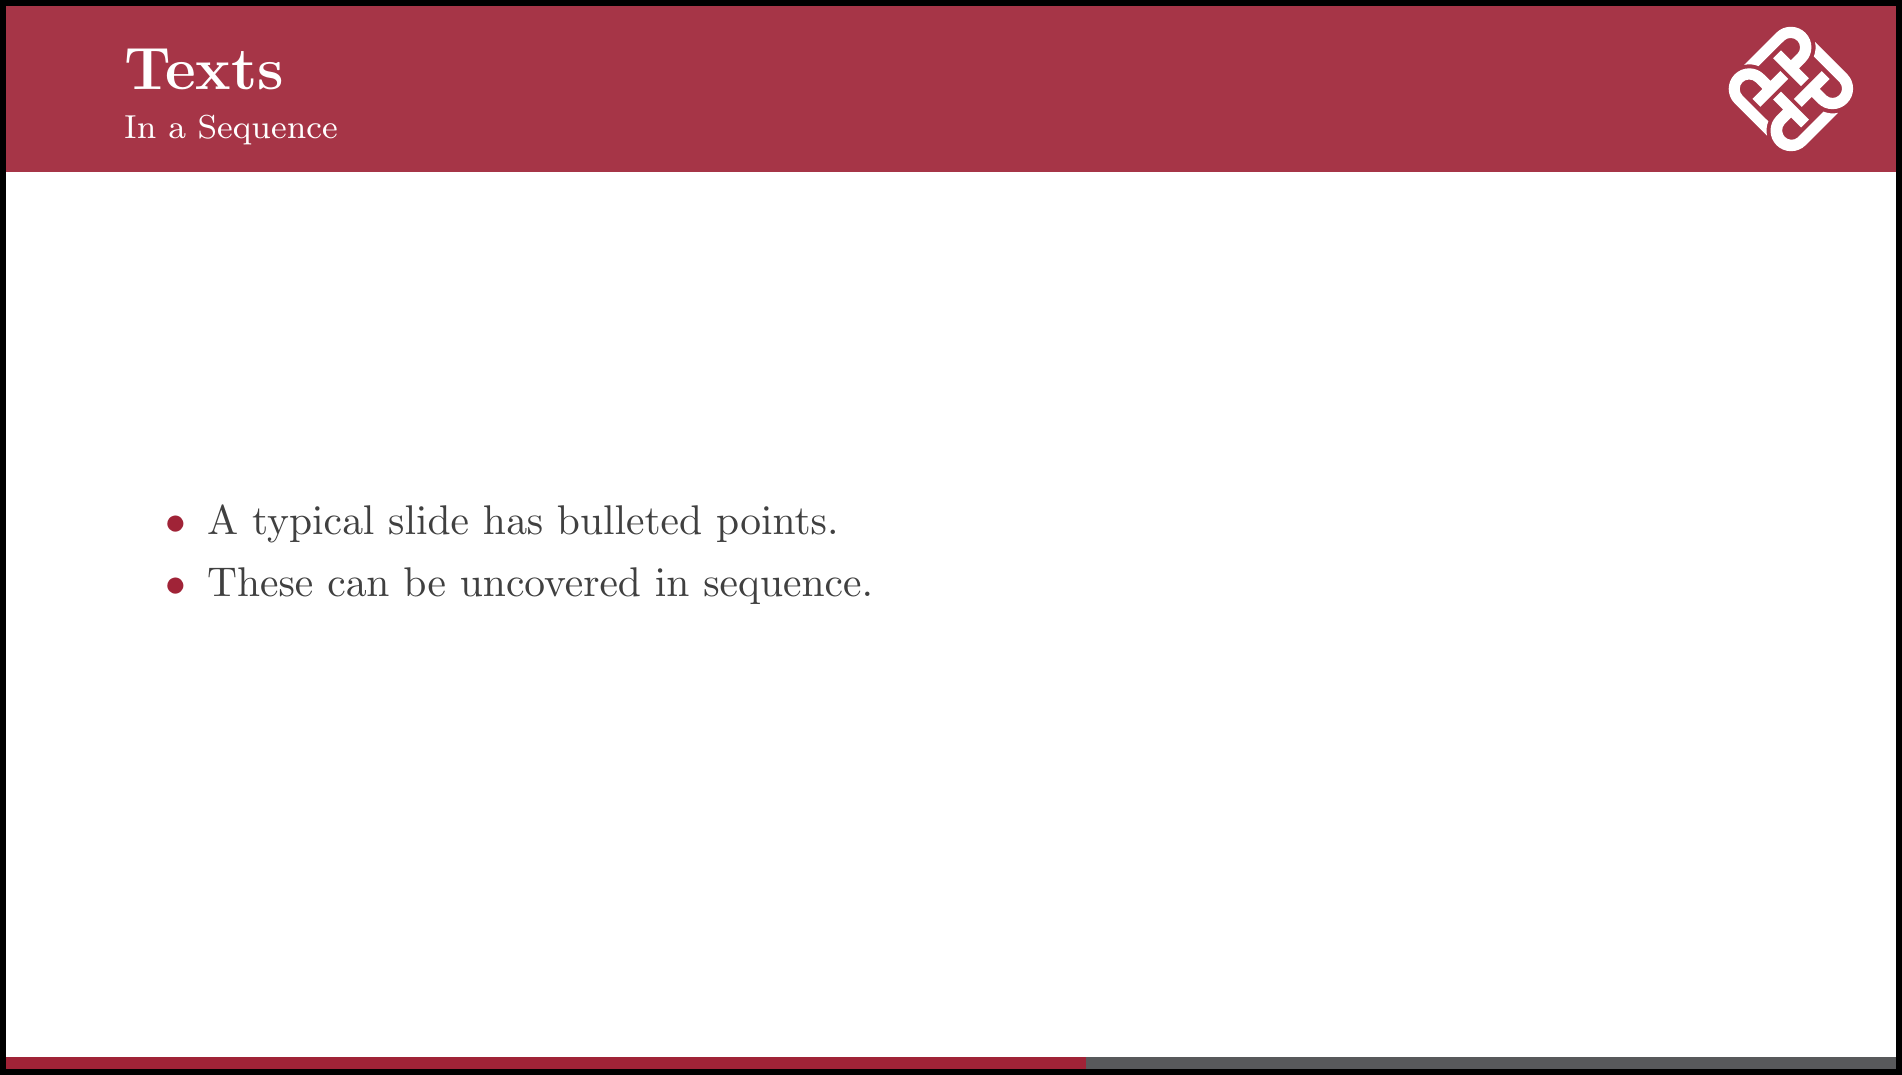 Texts
In a Sequence
• A typical slide has bulleted points.
• These can be uncovered in sequence.